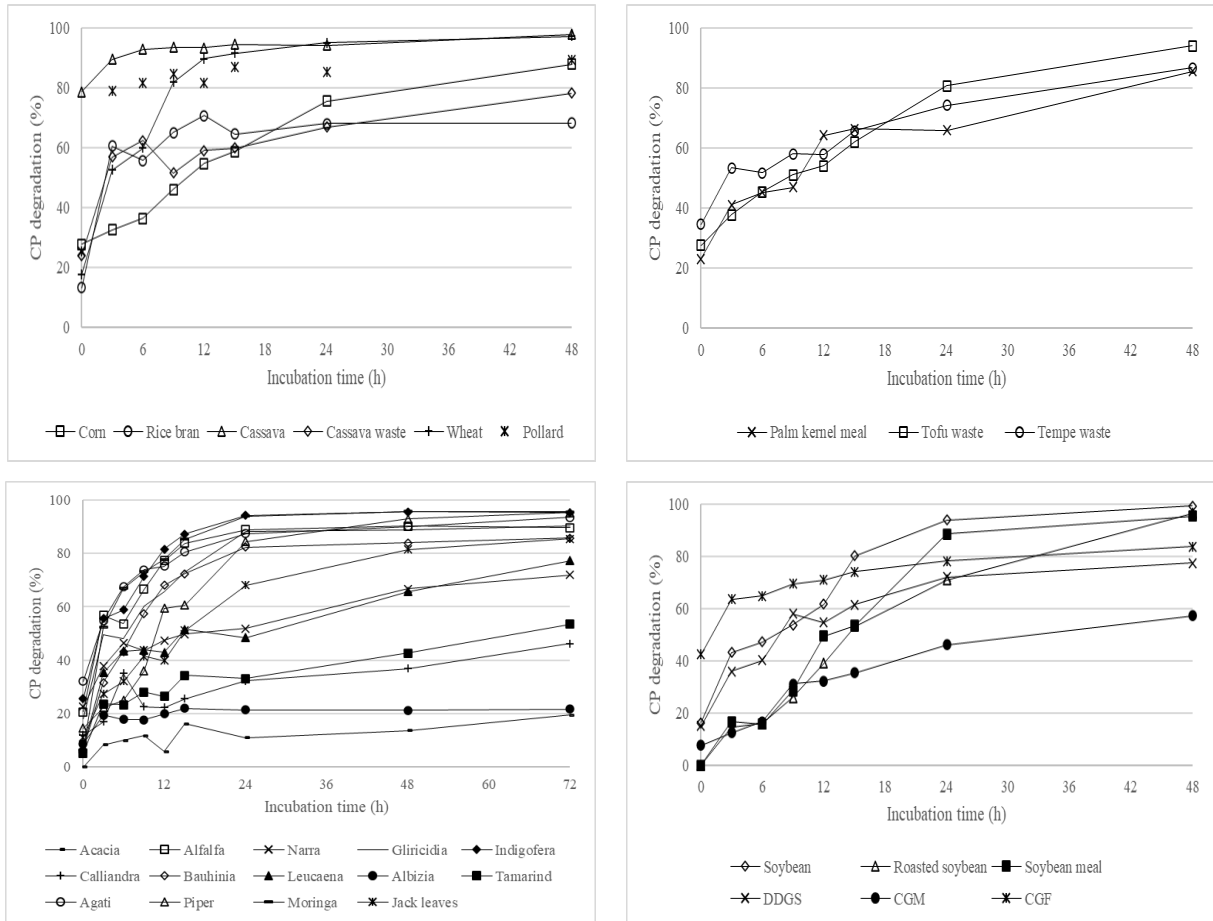 CP degradation (%)
100
80
60
40
20
0
0 6 12 18 24 30 36 42 48
Incubation time (h)
Corn Rice bran Cassava Cassava waste Wheat Pollard
CP degradation (%)
100
80
60
40
20
0
0 6 12 18 24 30 36 42 48
Incubation time (h)
Palm kernel meal Tofu waste Tempe waste
CP degradation (%)
100
80
60
40
20
0
0 12 24 36 48 60 72
Incubation time (h)
Acacia Alfalfa Narra Gliricidia Indigofera
Calliandra Bauhinia Leucaena Albizia Tamarind
Agati Piper Moringa Jack leaves
CP degradation (%)
100
80
60
40
20
0
0 6 12 18 24 30 36 42 48
Incubation time (h)
Soybean Roasted soybean Soybean meal
DDGS CGM CGF